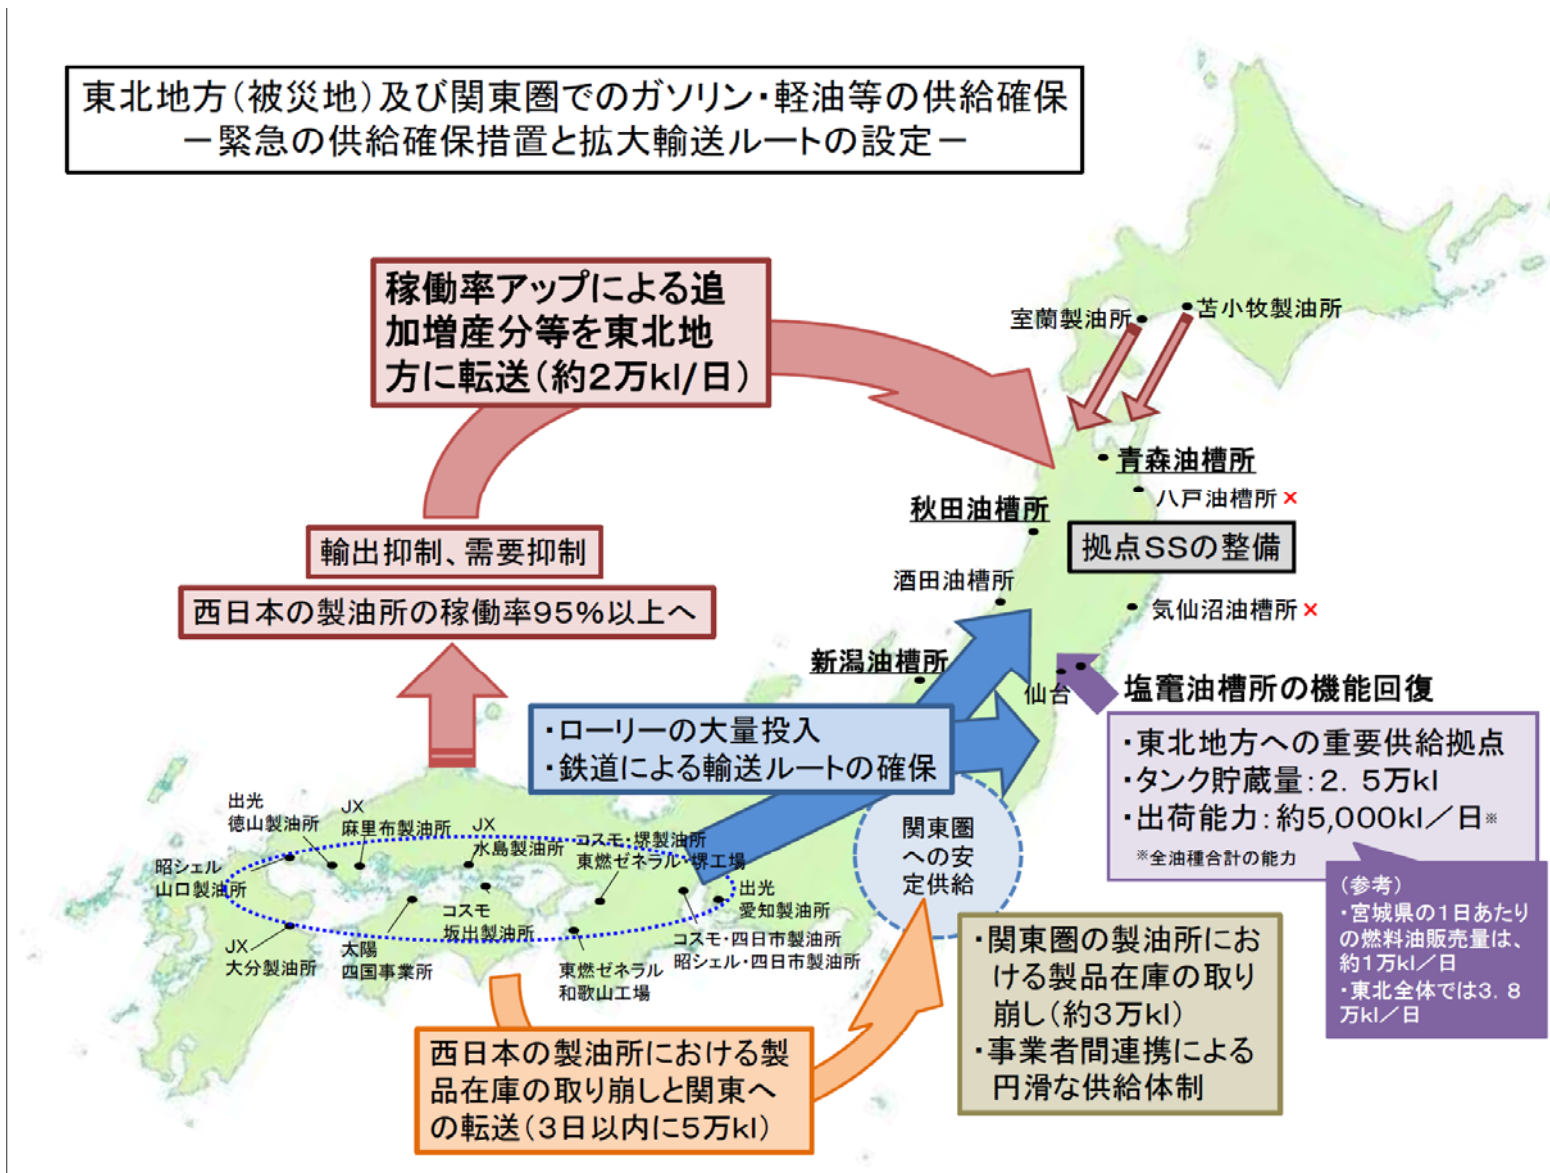 東北地方(被災地)及び関東圏でのガソリン・軽油等の供給確保
－緊急の供給確保措置と拡大輸送ルートの設定－
稼働率アップによる追
加増産分等を東北地
方に転送(約2万kl/日)
室蘭製油所
苫小牧製油所
青森油槽所
八戸油槽所×
秋田油槽所
拠点SSの整備
輸出抑制、需要抑制
西日本の製油所の稼働率95%以上へ
酒田油槽所
気仙沼油槽所×
新潟油槽所
仙台
塩竈油槽所の機能回復
・東北地方への重要供給拠点
・タンク貯蔵量：2．5万kl
・出荷能力：約5,000kl／日※
※全油種合計の能力
(参考)
・宮城県の1日あたり
の燃料油販売量は、
約1万kl／日
・東北全体では3．8
万kl／日
・ローリーの大量投入
・鉄道による輸送ルートの確保
関東圏
への安
定供給
出光
徳山製油所
JX
麻里布製油所
JX
水島製油所
コスモ・堺製油所
東燃ゼネラル・堺工場
昭シェル
山口製油所
出光
愛知製油所
コスモ
坂出製油所
JX
大分製油所
太陽
四国事業所
東燃ゼネラル
和歌山工場
コスモ・四日市製油所
昭シェル・四日市製油所
・関東圏の製油所にお
ける製品在庫の取り
崩し(約3万kl)
・事業者間連携による
円滑な供給体制
西日本の製油所における製
品在庫の取り崩しと関東へ
の転送(3日以内に5万kl)